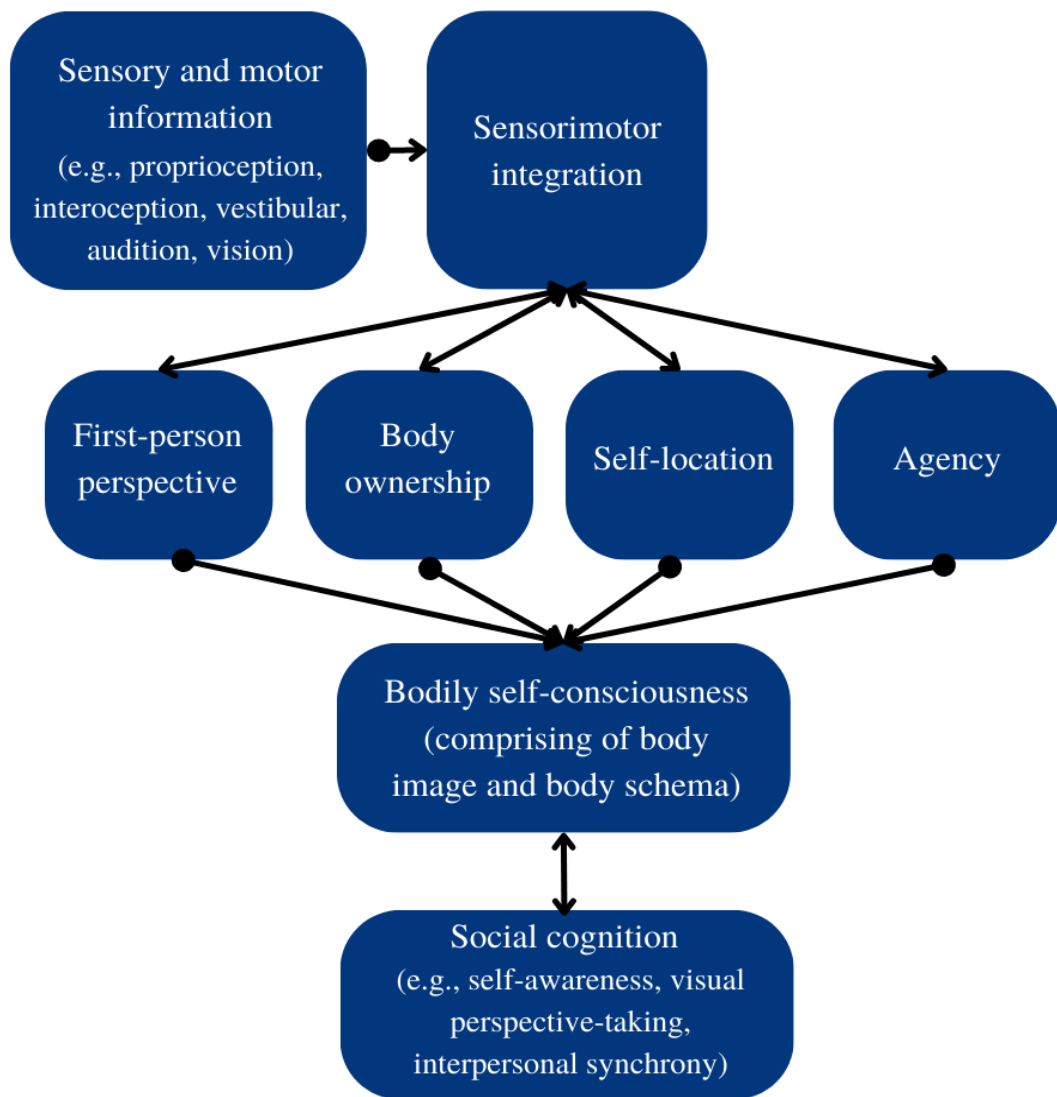 Sensory and motor
information
(e.g., proprioception,
interoception, vestibular,
audition, vision)
Sensorimotor
integration
First-person
perspective
Body
ownership
Self-location
Agency
Bodily self-consciousness
(comprising of body
image and body schema)
Social cognition
(e.g., self-awareness, visual
perspective-taking,
interpersonal synchrony)